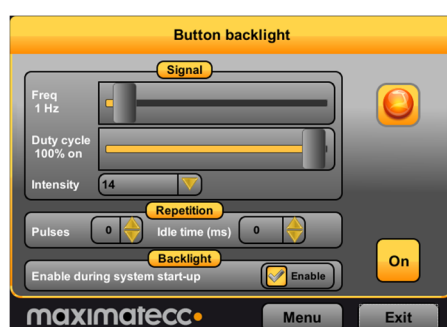 Button backlight
Signal
Freq
1 Hz
Duty cycle
100% on
Intensity 14
Repetition
Pulses 0 Idle time (ms) 0
Backlight
Enable during system start-up Enable
On
maximatecc
Menu Exit